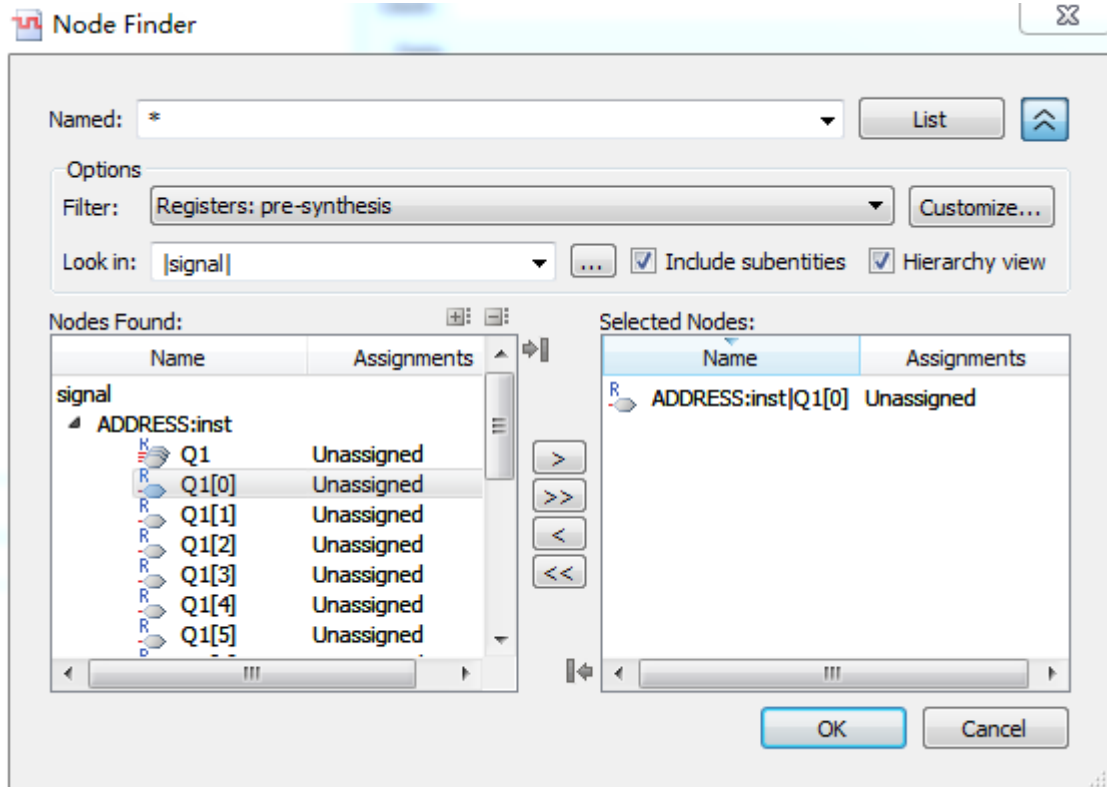 Node Finder
Named: * List
Options
Filter: Registers: pre-synthesis Customize...
Look in: |signal| ... Include subentities Hierarchy view
Nodes Found: Selected Nodes:
Name Assignments Name Assignments
signal ADDRESS:inst|Q1[0] Unassigned
ADDRESS:inst
Q1 Unassigned
Q1[0] Unassigned >
Q1[1] Unassigned >>
Q1[2] Unassigned <
Q1[3] Unassigned <<
Q1[4] Unassigned
Q1[5] Unassigned
OK Cancel